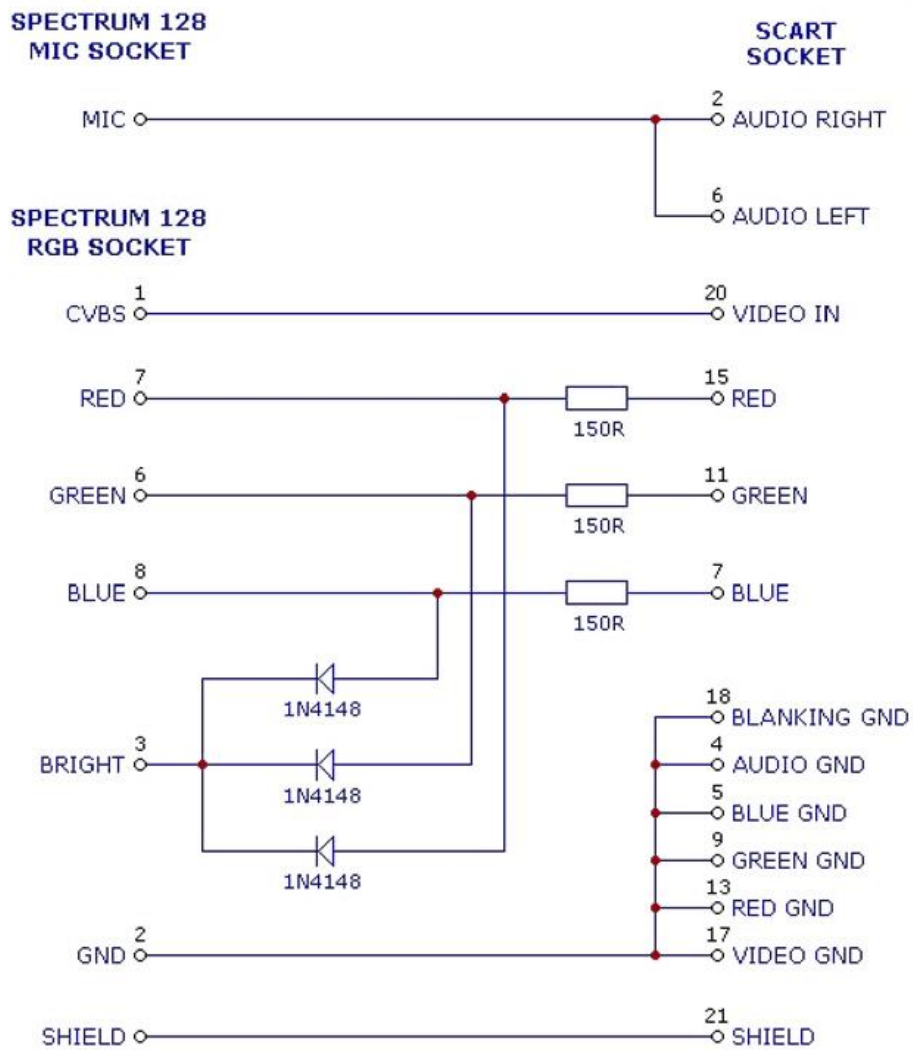 SPECTRUM 128
MIC SOCKET
SCART
SOCKET
MIC
2
AUDIO RIGHT
6
AUDIO LEFT
SPECTRUM 128
RGB SOCKET
1
CVBS
20
VIDEO IN
7
RED
15
RED
150R
6
GREEN
11
GREEN
150R
8
BLUE
7
BLUE
150R
1N4148
18
BLANKING GND
3
BRIGHT
1N4148
4
AUDIO GND
5
BLUE GND
1N4148
9
GREEN GND
13
RED GND
2
GND
17
VIDEO GND
SHIELD
21
SHIELD